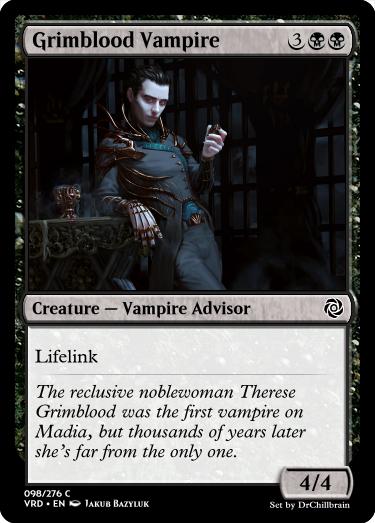 Grimblood Vampire 3
Creature — Vampire Advisor
Lifelink
The reclusive noblewoman Therese
Grimblood was the first vampire on
Madia, but thousands of years later
she's far from the only one.
4/4
098/276 C
VRD • EN Jakub Bazyluk
Set by DrChillbrain